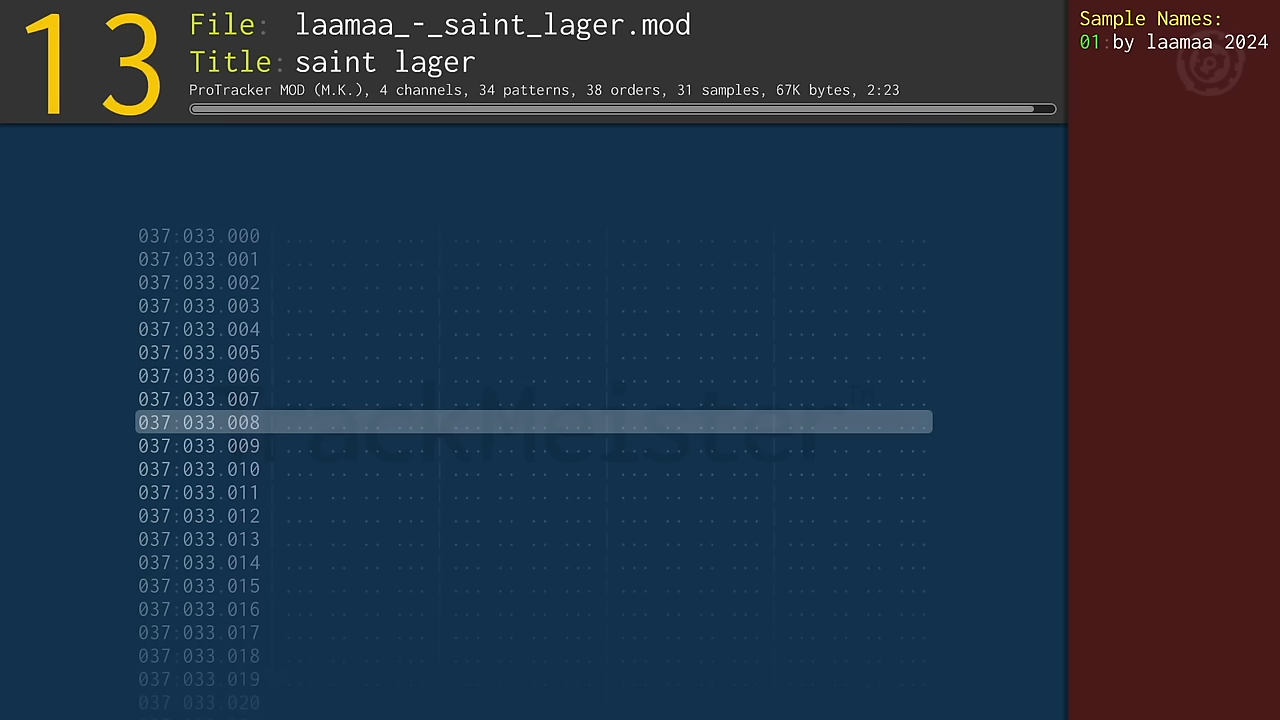 13
File: laamaa_-_saint_lager.mod
Title: saint lager
ProTracker MOD (M.K.), 4 channels, 34 patterns, 38 orders, 31 samples, 67K bytes, 2:23
Sample Names:
01:by laamaa 2024
037:033.000 ... .. .. ... ... .. .. ... ... .. .. ... ... .. .. ...
037:033.001 ... .. .. ... ... .. .. ... ... .. .. ... ... .. .. ...
037:033.002 ... .. .. ... ... .. .. ... ... .. .. ... ... .. .. ...
037:033.003 ... .. .. ... ... .. .. ... ... .. .. ... ... .. .. ...
037:033.004 ... .. .. ... ... .. .. ... ... .. .. ... ... .. .. ...
037:033.005 ... .. .. ... ... .. .. ... ... .. .. ... ... .. .. ...
037:033.006 ... .. .. ... ... .. .. ... ... .. .. ... ... .. .. ...
037:033.007 ... .. .. ... ... .. .. ... ... .. .. ... ... .. .. ...
037:033.008 ... .. .. ... ... .. .. ... ... .. .. ... ... .. .. ...
037:033.009 ... .. .. ... ... .. .. ... ... .. .. ... ... .. .. ...
037:033.010 ... .. .. ... ... .. .. ... ... .. .. ... ... .. .. ...
037:033.011 ... .. .. ... ... .. .. ... ... .. .. ... ... .. .. ...
037:033.012 ... .. .. ... ... .. .. ... ... .. .. ... ... .. .. ...
037:033.013 ... .. .. ... ... .. .. ... ... .. .. ... ... .. .. ...
037:033.014 ... .. .. ... ... .. .. ... ... .. .. ... ... .. .. ...
037:033.015 ... .. .. ... ... .. .. ... ... .. .. ... ... .. .. ...
037:033.016 ... .. .. ... ... .. .. ... ... .. .. ... ... .. .. ...
037:033.017 ... .. .. ... ... .. .. ... ... .. .. ... ... .. .. ...
037:033.018 ... .. .. ... ... .. .. ... ... .. .. ... ... .. .. ...
037:033.019 ... .. .. ... ... .. .. ... ... .. .. ... ... .. .. ...
037:033.020